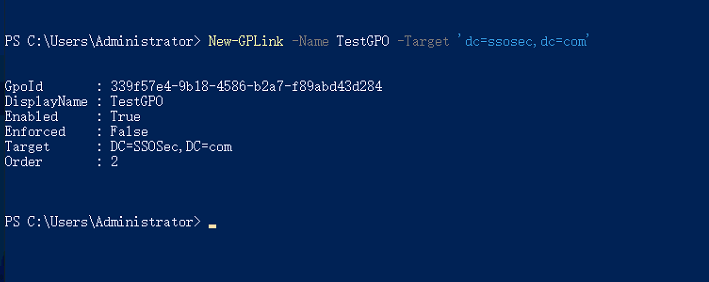 PS C:\Users\Administrator> New-GPLink -Name TestGPO -Target 'dc=ssosec,dc=com'
GpoId       : 339f57e4-9b18-4586-b2a7-f89abd43d284
DisplayName : TestGPO
Enabled     : True
Enforced    : False
Target      : DC=SSOSec,DC=com
Order       : 2
PS C:\Users\Administrator>